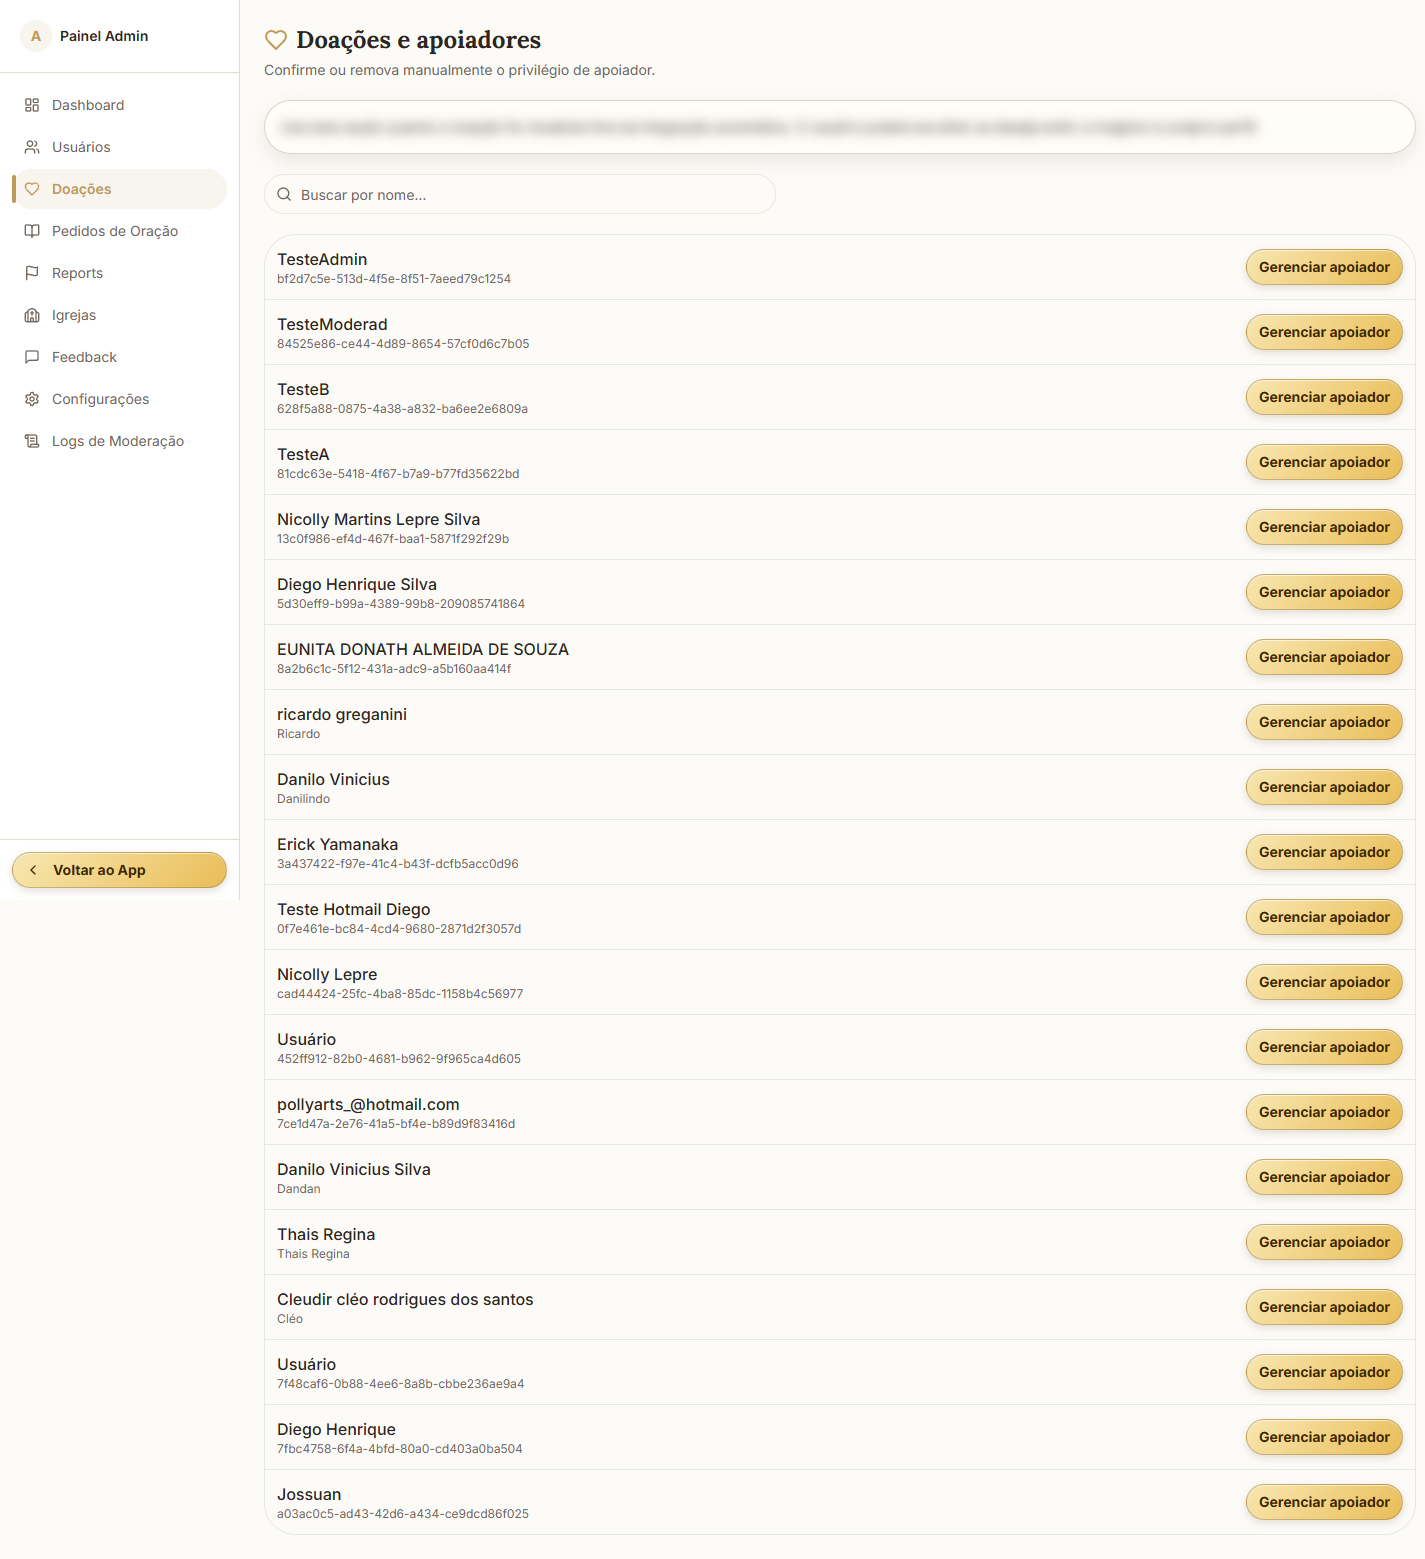 A Painel Admin
Dashboard
Usuários
Doações
Pedidos de Oração
Reports
Igrejas
Feedback
Configurações
Logs de Moderação
Voltar ao App
Doações e apoiadores
Confirme ou remova manualmente o privilégio de apoiador.
Buscar por nome...
TesteAdmin
bf2d7c5e-513d-4f5e-8f51-7aeed79c1254
Gerenciar apoiador
TesteModerad
84525e86-ce44-4d89-8654-57cf0d6c7b05
Gerenciar apoiador
TesteB
628f5a88-0875-4a38-a832-ba6ee2e6809a
Gerenciar apoiador
TesteA
81cdc63e-5418-4f67-b7a9-b77fd35622bd
Gerenciar apoiador
Nicolly Martins Lepre Silva
13c0f986-ef4d-467f-baa1-5871f292f29b
Gerenciar apoiador
Diego Henrique Silva
5d30eff9-b99a-4389-99b8-209085741864
Gerenciar apoiador
EUNITA DONATH ALMEIDA DE SOUZA
8a2b6c1c-5f12-431a-adc9-a5b160aa414f
Gerenciar apoiador
ricardo greganini
Ricardo
Gerenciar apoiador
Danilo Vinicius
Danilindo
Gerenciar apoiador
Erick Yamanaka
3a437422-f97e-41c4-b43f-dcfb5acc0d96
Gerenciar apoiador
Teste Hotmail Diego
0f7e461e-bc84-4cd4-9680-2871d2f3057d
Gerenciar apoiador
Nicolly Lepre
cad44424-25fc-4ba8-85dc-1158b4c56977
Gerenciar apoiador
Usuário
452ff912-82b0-4681-b962-9f965ca4d605
Gerenciar apoiador
pollyarts_@hotmail.com
7ce1d47a-2e76-41a5-bf4e-b89d9f83416d
Gerenciar apoiador
Danilo Vinicius Silva
Dandan
Gerenciar apoiador
Thais Regina
Thais Regina
Gerenciar apoiador
Cleudir cléo rodrigues dos santos
Cléo
Gerenciar apoiador
Usuário
7f48caf6-0b88-4ee6-8a8b-cbbe236ae9a4
Gerenciar apoiador
Diego Henrique
7fbc4758-6f4a-4bfd-80a0-cd403a0ba504
Gerenciar apoiador
Jossuan
a03ac0c5-ad43-42d6-a434-ce9dcd86f025
Gerenciar apoiador